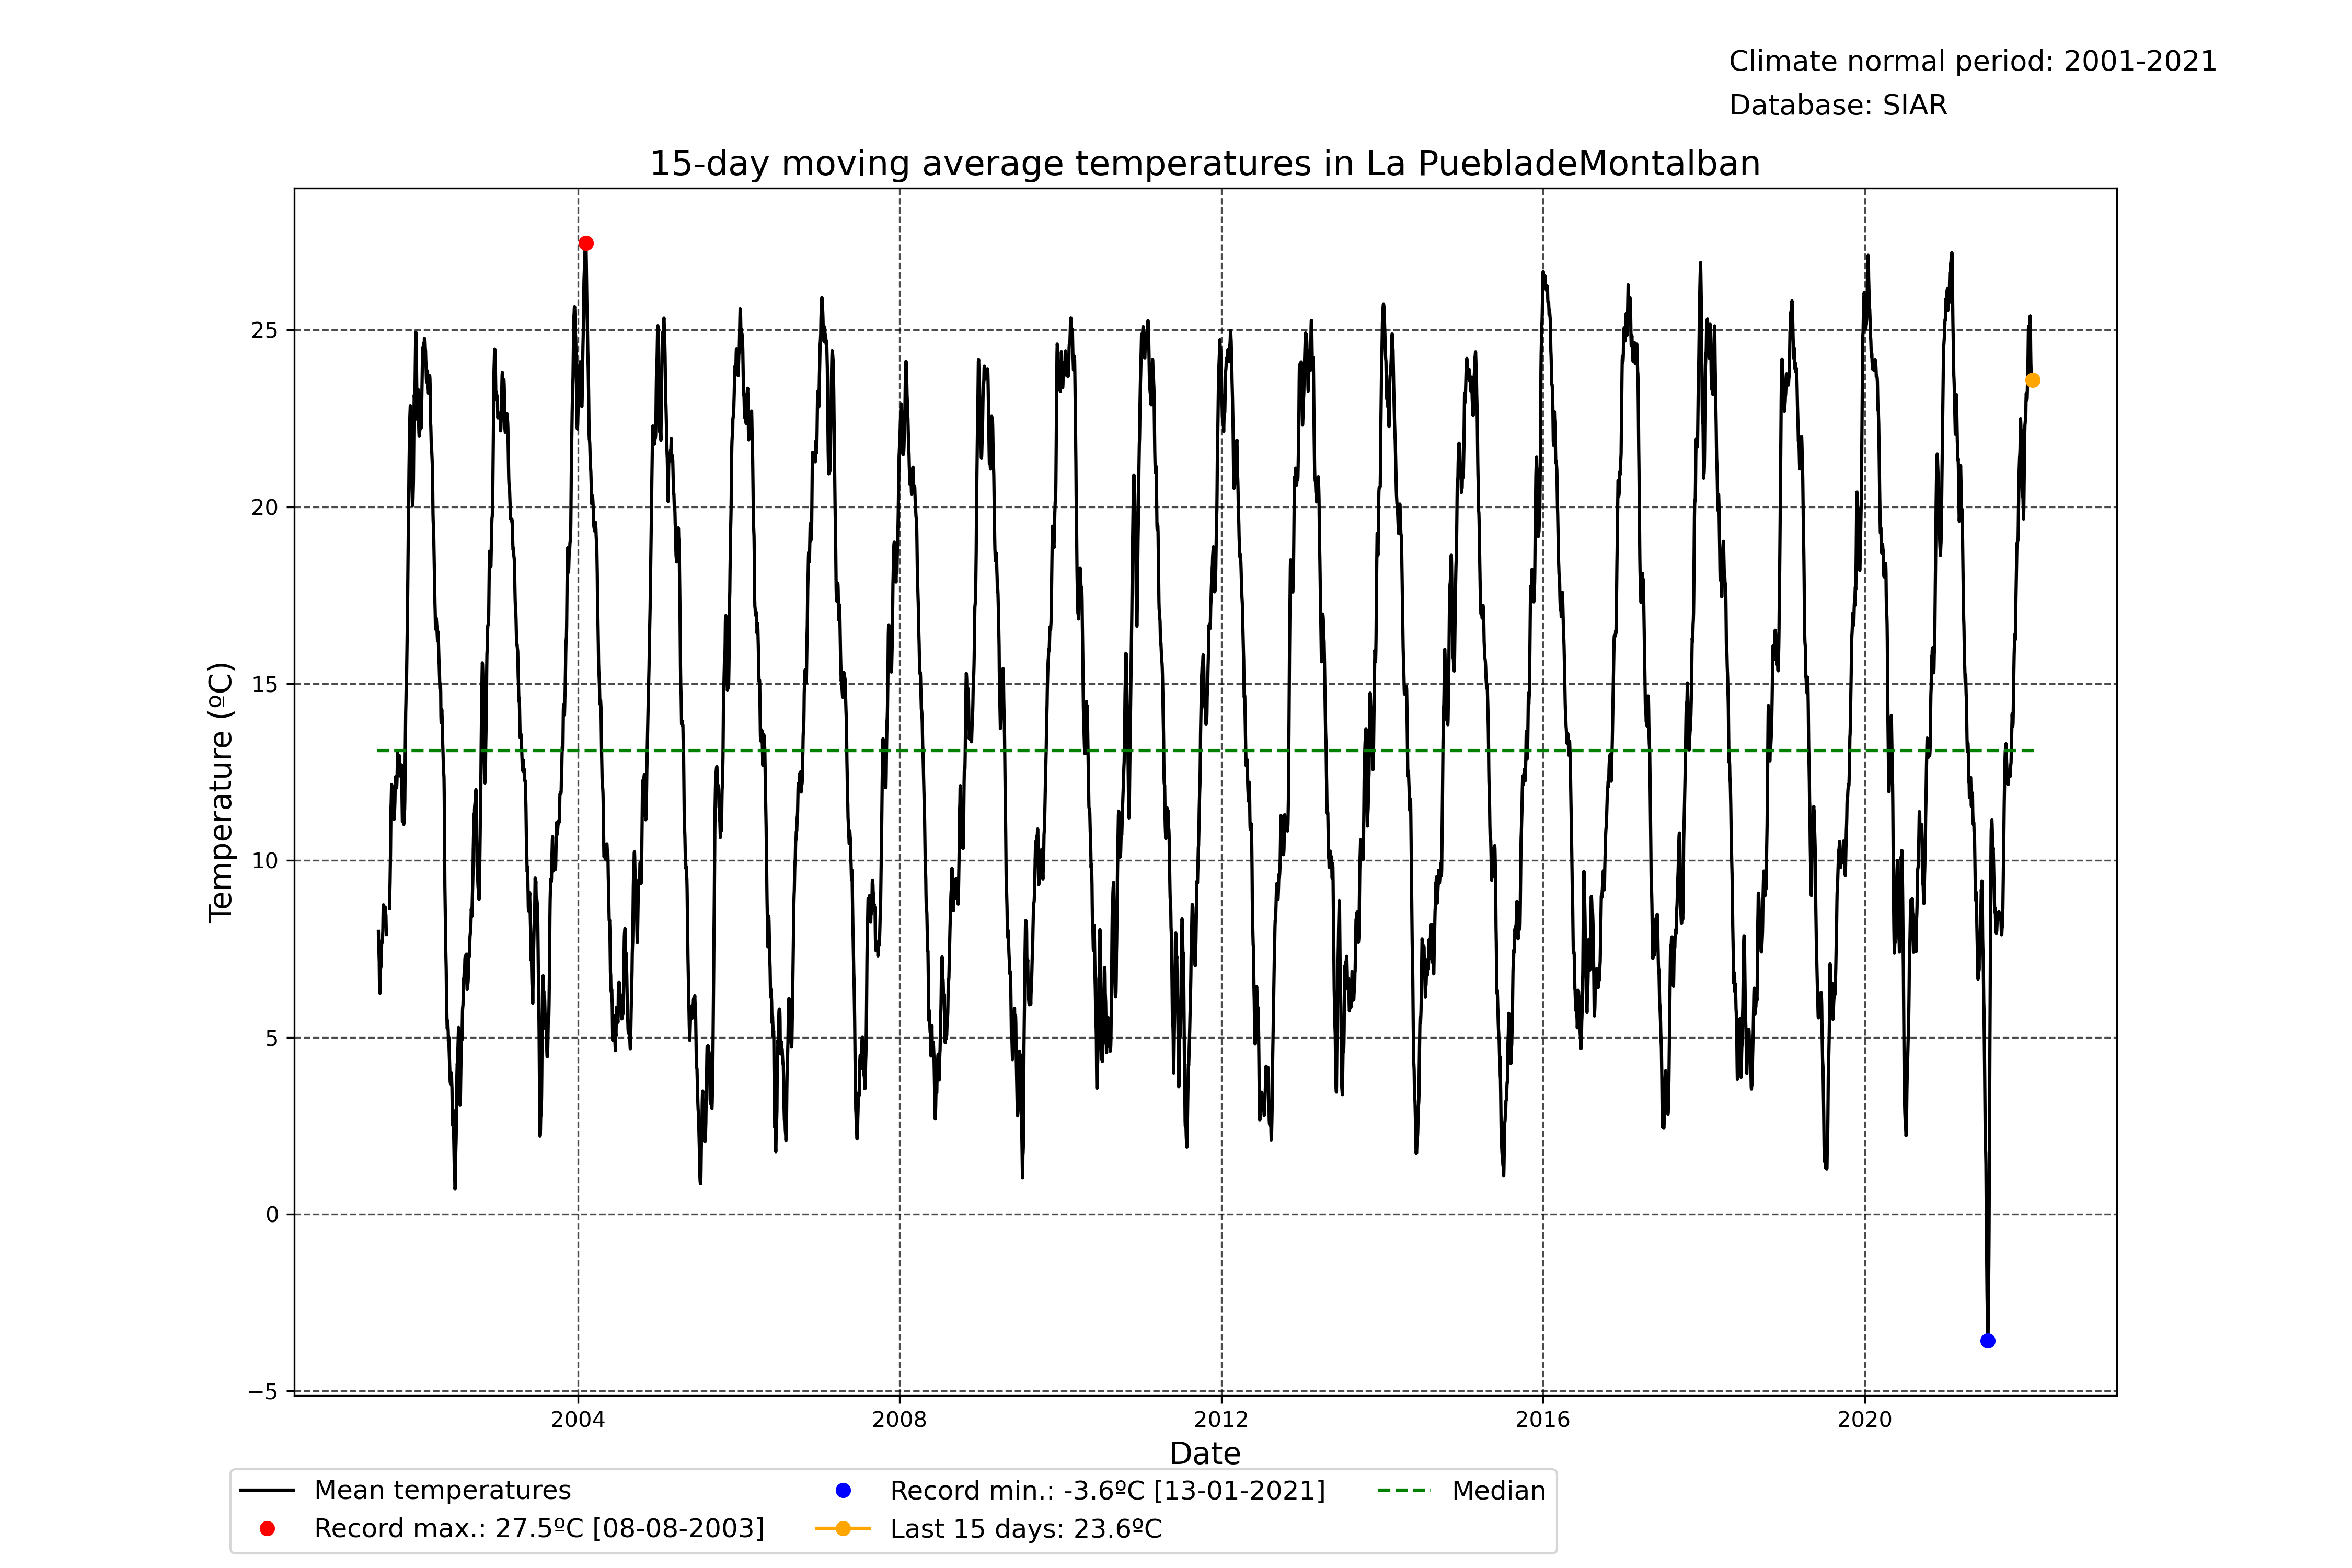 Climate normal period: 2001-2021
Database: SIAR
15-day moving average temperatures in La PuebladeMontalban
Temperature (ºC)
25
20
15
10
5
0
−5
2004
2008
2012
2016
2020
Date
Mean temperatures
Record max.: 27.5ºC [08-08-2003]
Record min.: -3.6ºC [13-01-2021]
Last 15 days: 23.6ºC
Median